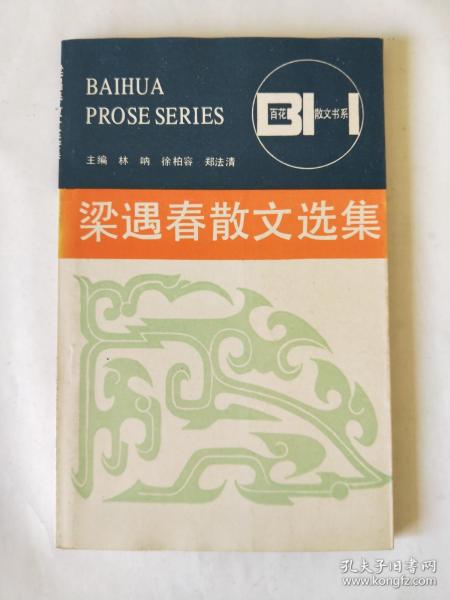 BAIHUA
PROSE SERIES
BH
百花 散文书系
主编 林呐 徐柏容 郑法清
梁遇春散文选集
孔夫子旧书网
www.kongfz.com